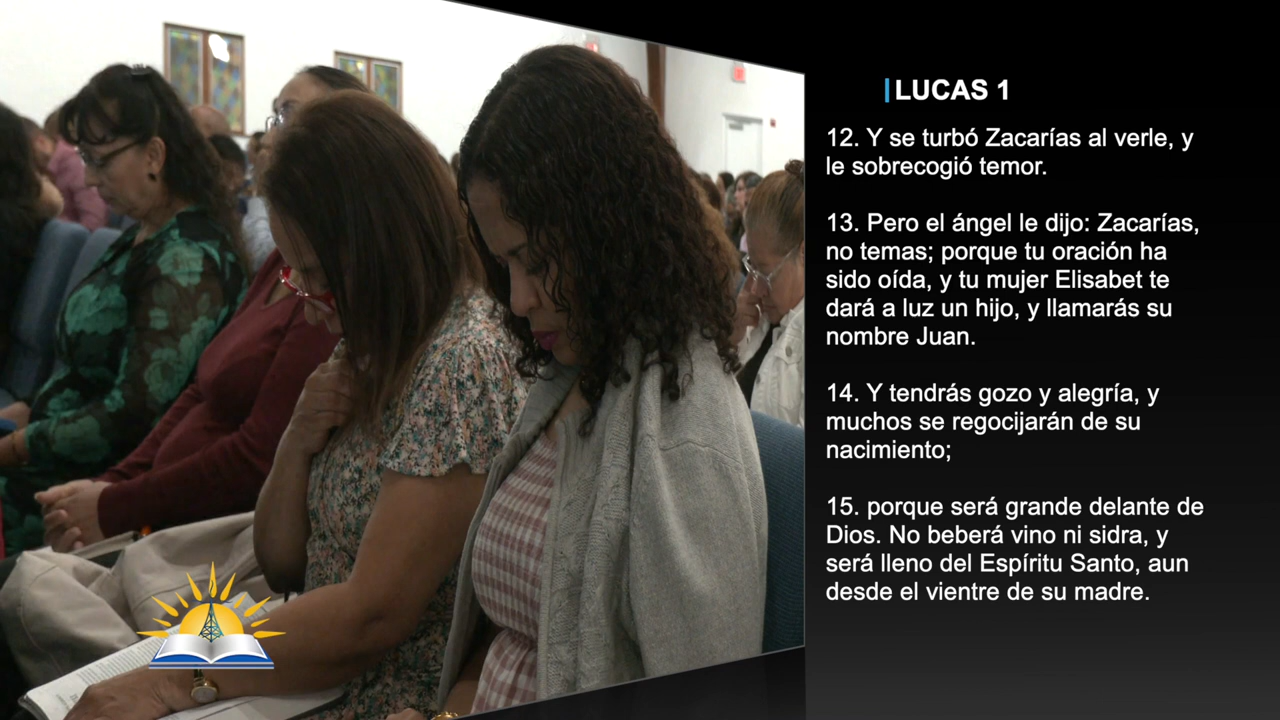 LUCAS 1
12. Y se turbó Zacarías al verle, y
le sobrecogió temor.
13. Pero el ángel le dijo: Zacarías,
no temas; porque tu oración ha
sido oída, y tu mujer Elisabet te
dará a luz un hijo, y llamarás su
nombre Juan.
14. Y tendrás gozo y alegría, y
muchos se regocijarán de su
nacimiento;
15. porque será grande delante de
Dios. No beberá vino ni sidra, y
será lleno del Espíritu Santo, aun
desde el vientre de su madre.